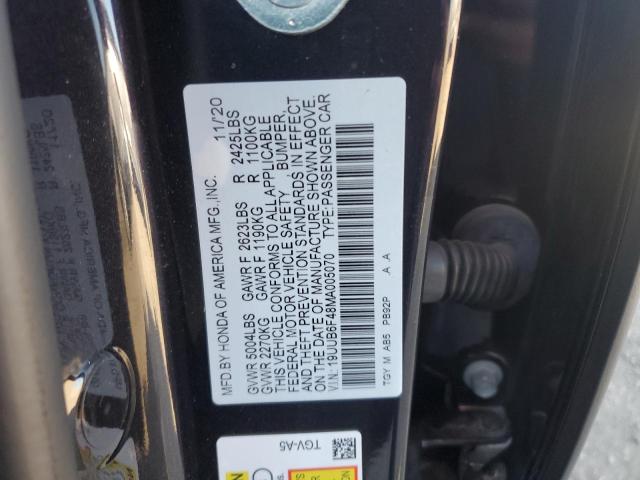 MFD.BY HONDA OF AMERICA MFG.,INC. 11/20
GVWR 5004LBS GAWR F 2623LBS R 2425LBS
GVWR 2270KG GAWR F 1190KG R 1100KG
THIS VEHICLE CONFORMS TO ALL APPLICABLE
FEDERAL MOTOR VEHICLE SAFETY BUMPER,
AND THEFT PREVENTION STANDARDS IN EFFECT
ON THE DATE OF MANUFACTURE SHOWN ABOVE.
V.I.N: 19UUB6F48MA005070 TYPE:PASSENGER CAR
TGY M AB5 PB92P A A
TGV-A5